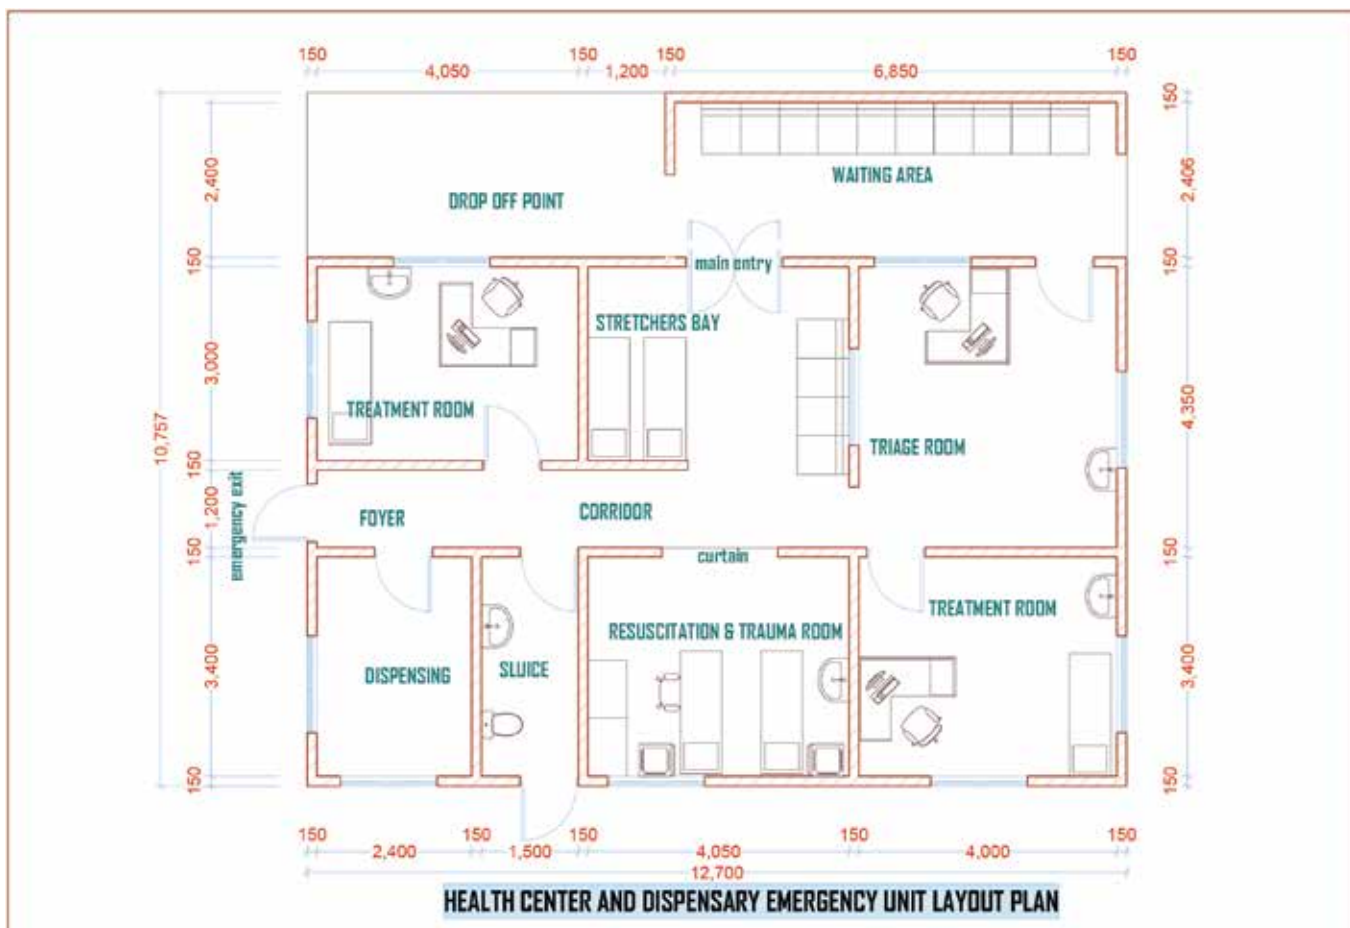 150 150 150 150
4,050 1,200 6,850
150
2,400
150
3,000
150
1,200
150
3,400
150
10,757
150
2,406
150
4,350
150
3,400
150
WAITING AREA
DROP OFF POINT
main entry
STRETCHERS BAY
TREATMENT ROOM
TRIAGE ROOM
emergency exit
FOYER
CORRIDOR
curtain
TREATMENT ROOM
RESUSCITATION & TRAUMA ROOM
DISPENSING
SLUICE
150 150 150 150 150
2,400 1,500 4,050 4,000
12,700
HEALTH CENTER AND DISPENSARY EMERGENCY UNIT LAYOUT PLAN